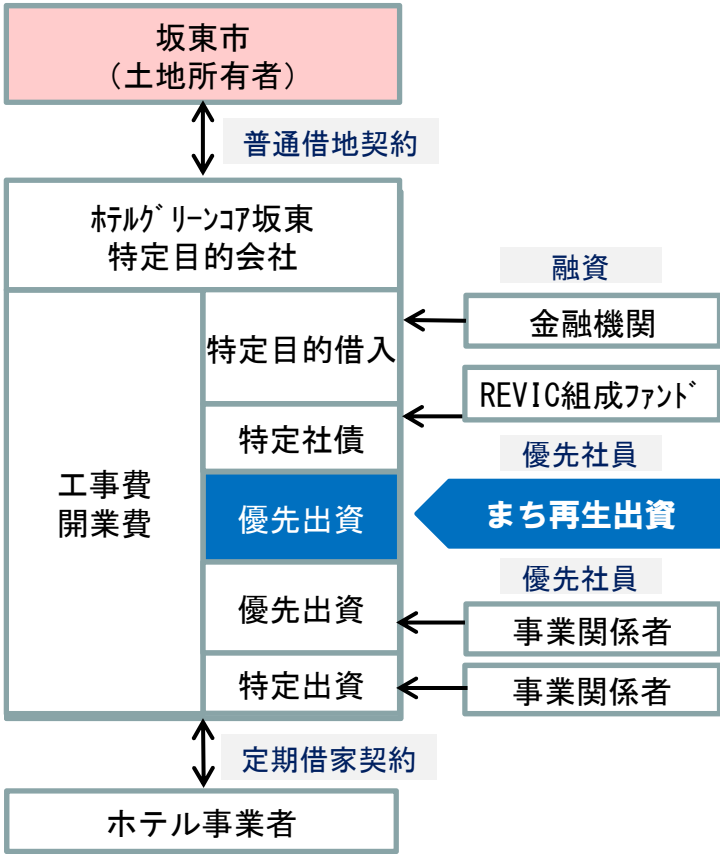 坂東市
（土地所有者）
普通借地契約
ﾎﾃﾙｸﾞﾘｰﾝｺｱ坂東
特定目的会社
融資
金融機関
特定目的借入
REVIC組成ﾌｧﾝﾄﾞ
特定社債
優先社員
工事費
開業費
優先出資
まち再生出資
優先社員
優先出資
事業関係者
特定出資
事業関係者
定期借家契約
ホテル事業者